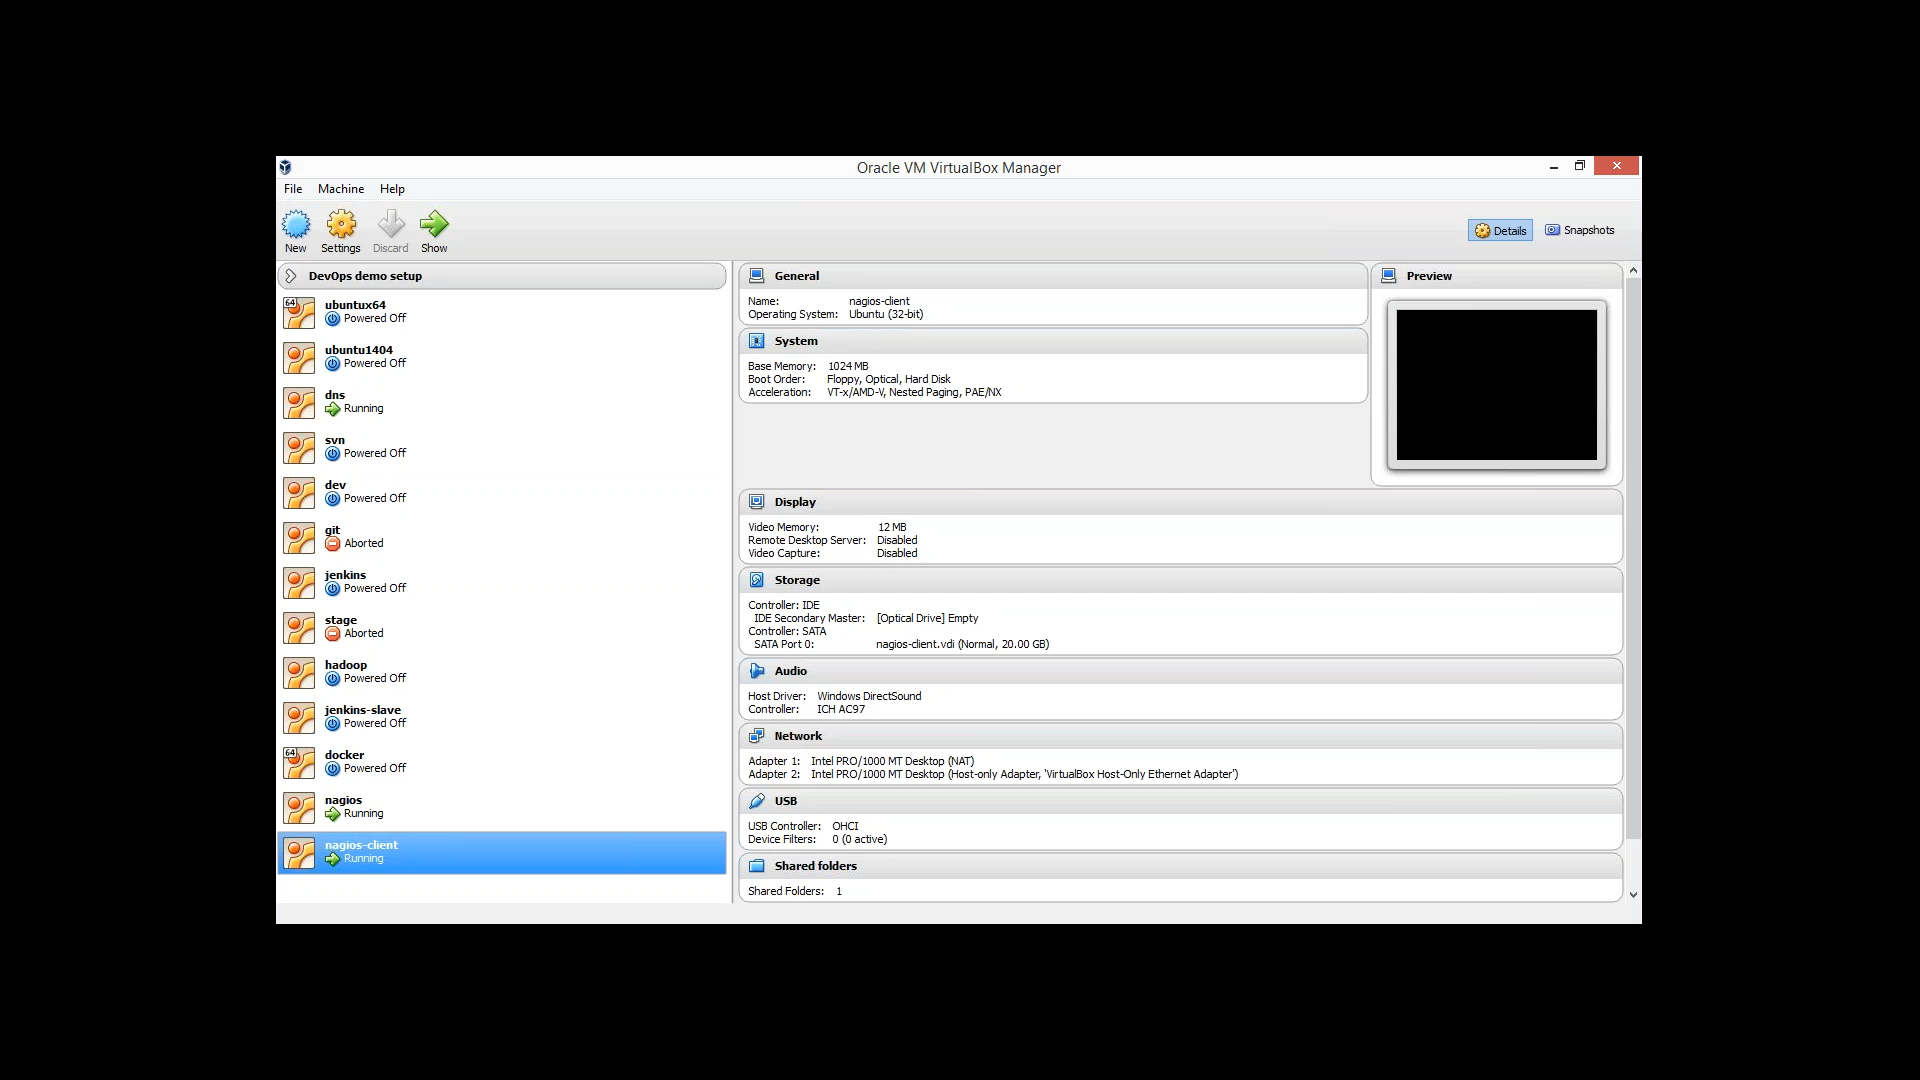 Oracle VM VirtualBox Manager
File Machine Help
New Settings Discard Show
Details Snapshots
DevOps demo setup
64
ubuntux64
Powered Off
ubuntu1404
Powered Off
dns
Running
svn
Powered Off
dev
Powered Off
git
Aborted
jenkins
Powered Off
stage
Aborted
hadoop
Powered Off
jenkins-slave
Powered Off
64
docker
Powered Off
nagios
Running
nagios-client
Running
General
Name: nagios-client
Operating System: Ubuntu (32-bit)
System
Base Memory: 1024 MB
Boot Order: Floppy, Optical, Hard Disk
Acceleration: VT-x/AMD-V, Nested Paging, PAE/NX
Preview
Display
Video Memory: 12 MB
Remote Desktop Server: Disabled
Video Capture: Disabled
Storage
Controller: IDE
IDE Secondary Master: [Optical Drive] Empty
Controller: SATA
SATA Port 0: nagios-client.vdi (Normal, 20.00 GB)
Audio
Host Driver: Windows DirectSound
Controller: ICH AC97
Network
Adapter 1: Intel PRO/1000 MT Desktop (NAT)
Adapter 2: Intel PRO/1000 MT Desktop (Host-only Adapter, 'VirtualBox Host-Only Ethernet Adapter')
USB
USB Controller: OHCI
Device Filters: 0 (0 active)
Shared folders
Shared Folders: 1